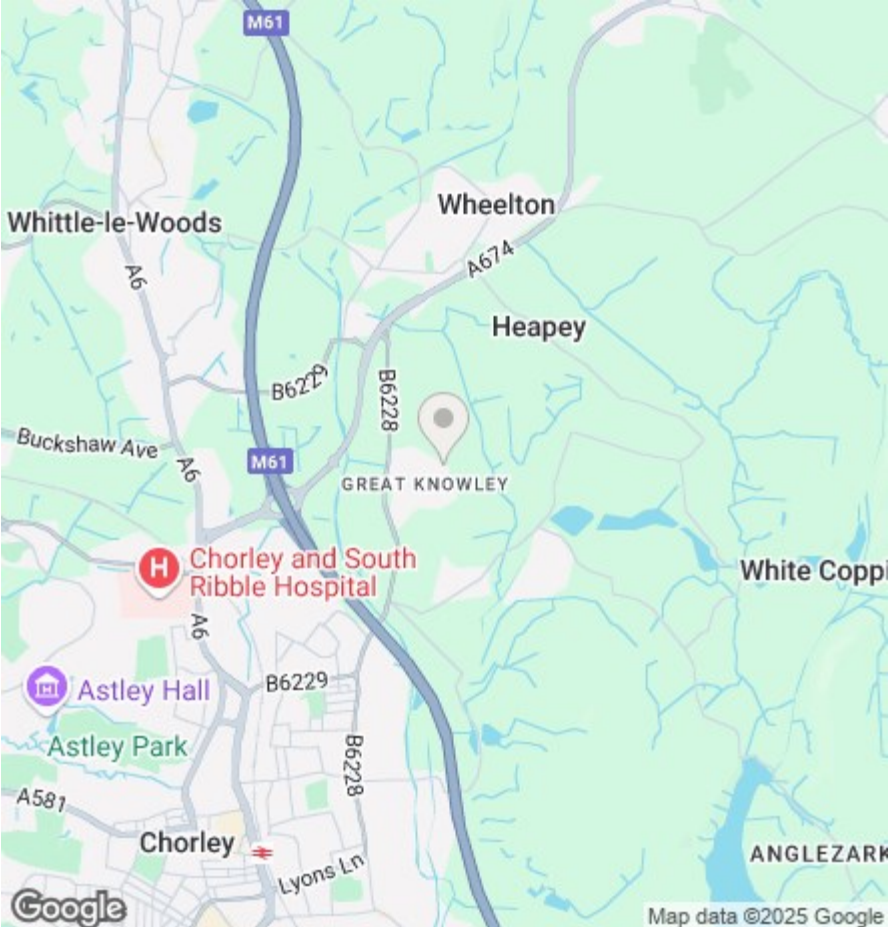 M61
Wheelton
Whittle-le-Woods
A674
A6
Heapey
B6229
B6228
Buckshaw Ave
A6
M61
GREAT KNOWLEY
H
Chorley and South
Ribble Hospital
White Coppi
A6
B6229
Astley Hall
Astley Park
B6228
A581
Chorley
ANGLEZARK
Lyons Ln
Google
Map data ©2025 Google